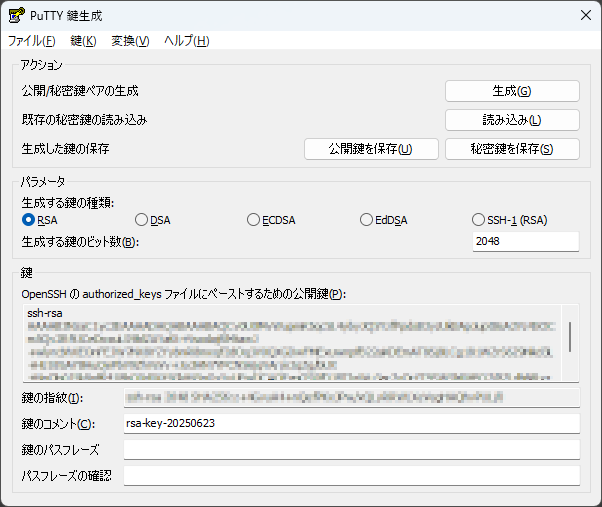 PuTTY 鍵生成
ファイル(F) 鍵(K) 変換(V) ヘルプ(H)
アクション
公開/秘密鍵ペアの生成 生成(G)
既存の秘密鍵の読み込み 読み込み(L)
生成した鍵の保存 公開鍵を保存(U) 秘密鍵を保存(S)
パラメータ
生成する鍵の種類:
RSA DSA ECDSA EdDSA SSH-1 (RSA)
生成する鍵のビット数(B): 2048
鍵
OpenSSH の authorized_keys ファイルにペーストするための公開鍵(P):
ssh-rsa
鍵の指紋(I):
鍵のコメント(C): rsa-key-20250623
鍵のパスフレーズ
パスフレーズの確認